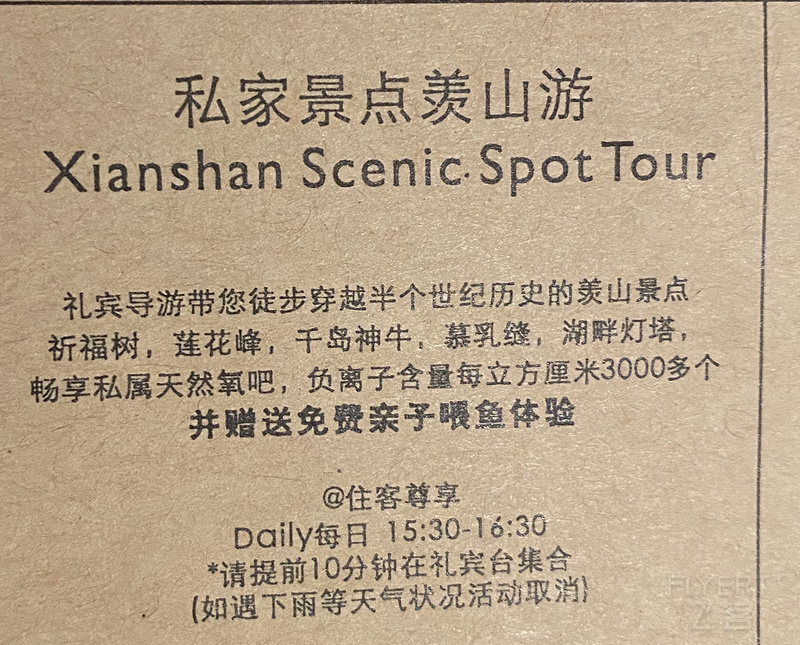 私家景点羡山游
Xianshan Scenic Spot Tour
礼宾导游带您徒步穿越半个世纪历史的羡山景点
祈福树，莲花峰，千岛神牛，慕乳缝，湖畔灯塔，
畅享私属天然氧吧，负离子含量每立方厘米3000多个
并赠送免费亲子喂鱼体验
@住客尊享
Daily每日 15:30-16:30
*请提前10分钟在礼宾台集合
(如遇下雨等天气状况活动取消)
FLYERT